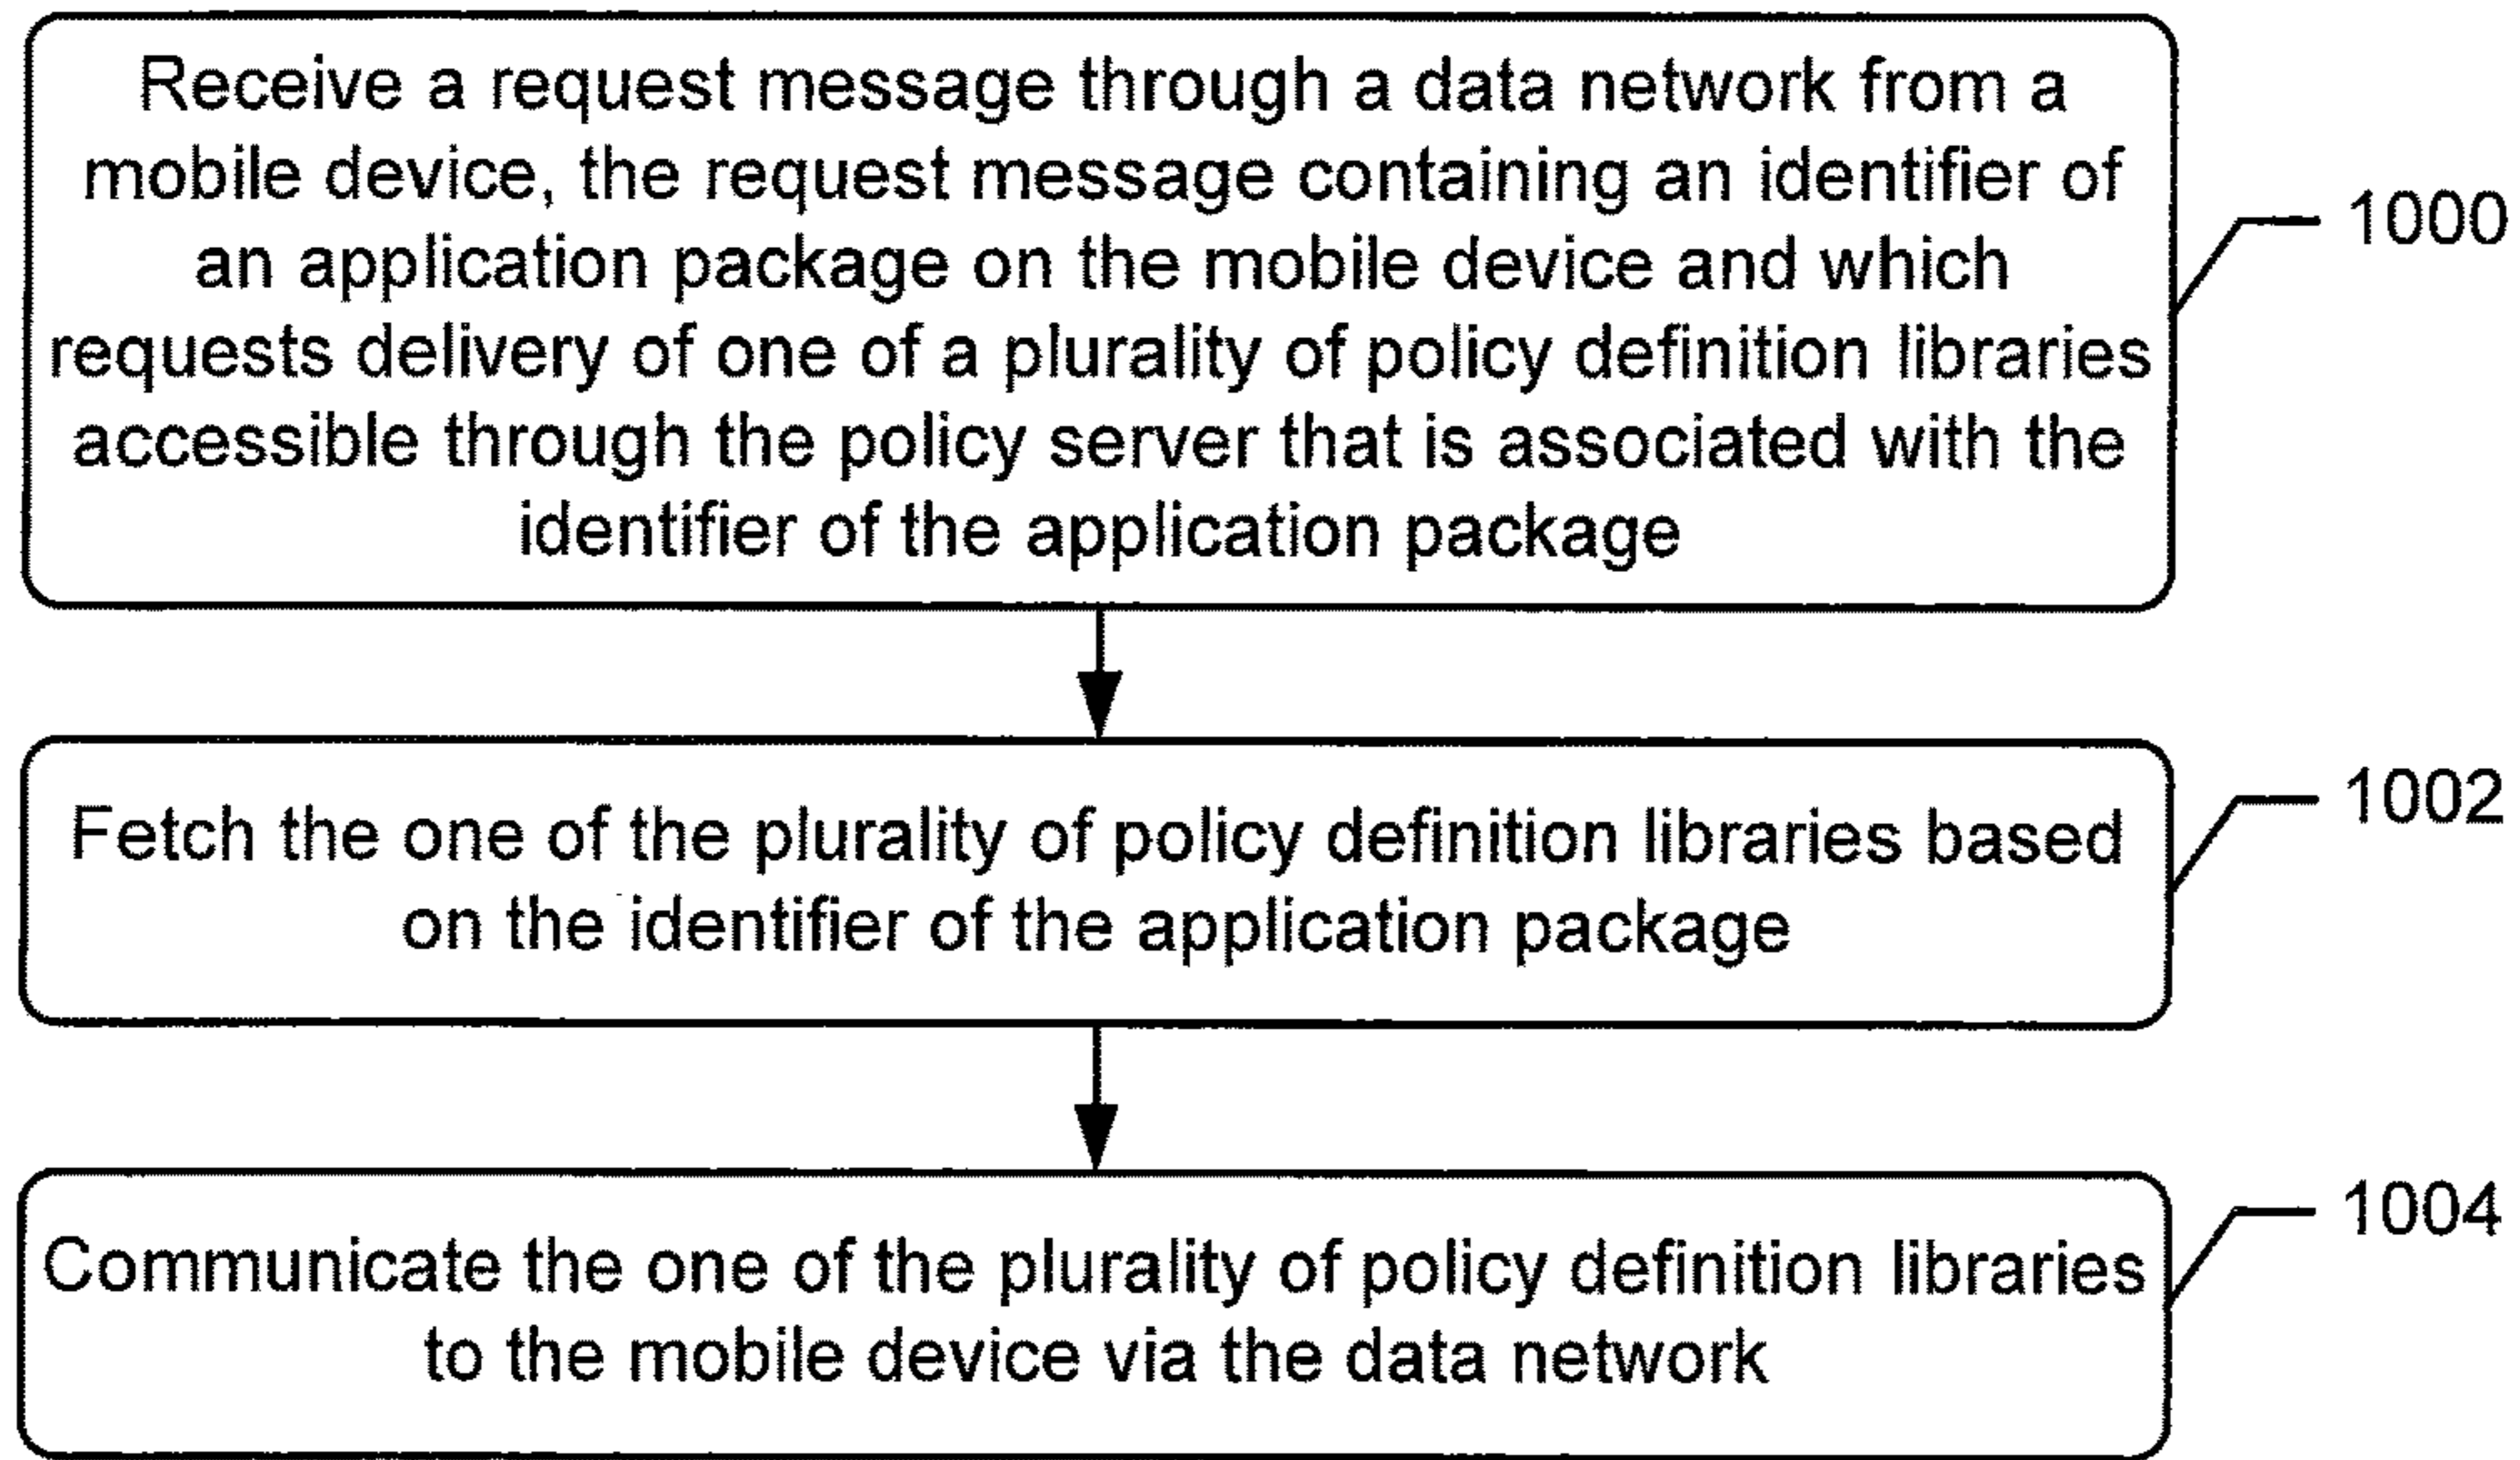 Receive a request message through a data network from a
mobile device, the request message containing an identifier of
an application package on the mobile device and which
requests delivery of one of a plurality of policy definition libraries
accessible through the policy server that is associated with the
identifier of the application package
1000
Fetch the one of the plurality of policy definition libraries based
on the identifier of the application package
1002
Communicate the one of the plurality of policy definition libraries
to the mobile device via the data network
1004